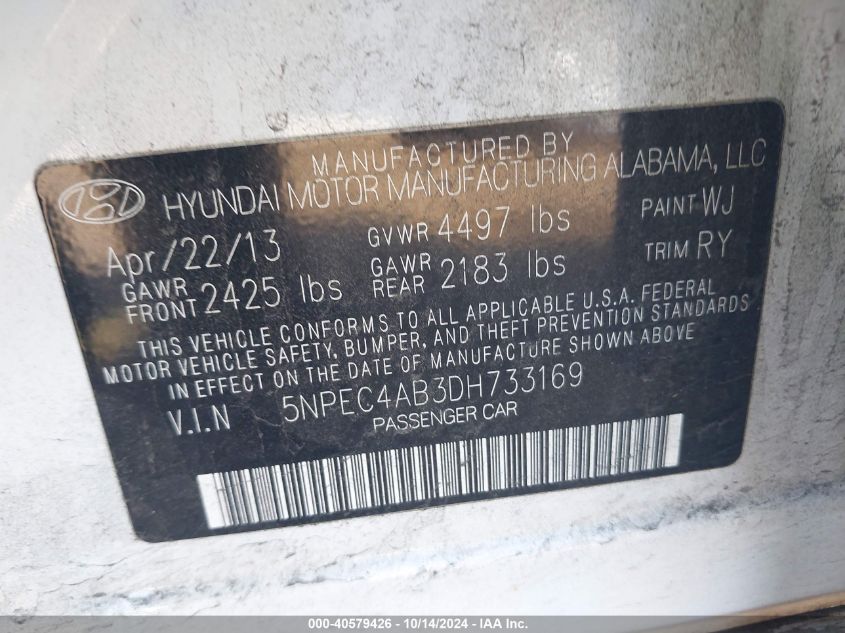 MANUFACTURED BY
HYUNDAI MOTOR MANUFACTURING ALABAMA, LLC
Apr/22/13 GVWR 4497 lbs PAINT WJ
GAWR FRONT 2425 lbs GAWR REAR 2183 lbs TRIM RY
THIS VEHICLE CONFORMS TO ALL APPLICABLE U.S.A. FEDERAL
MOTOR VEHICLE SAFETY, BUMPER, AND THEFT PREVENTION STANDARDS
IN EFFECT ON THE DATE OF MANUFACTURE SHOWN ABOVE
V.I.N 5NPEC4AB3DH733169
PASSENGER CAR
000-40579426 - 10/14/2024 - IAA Inc.